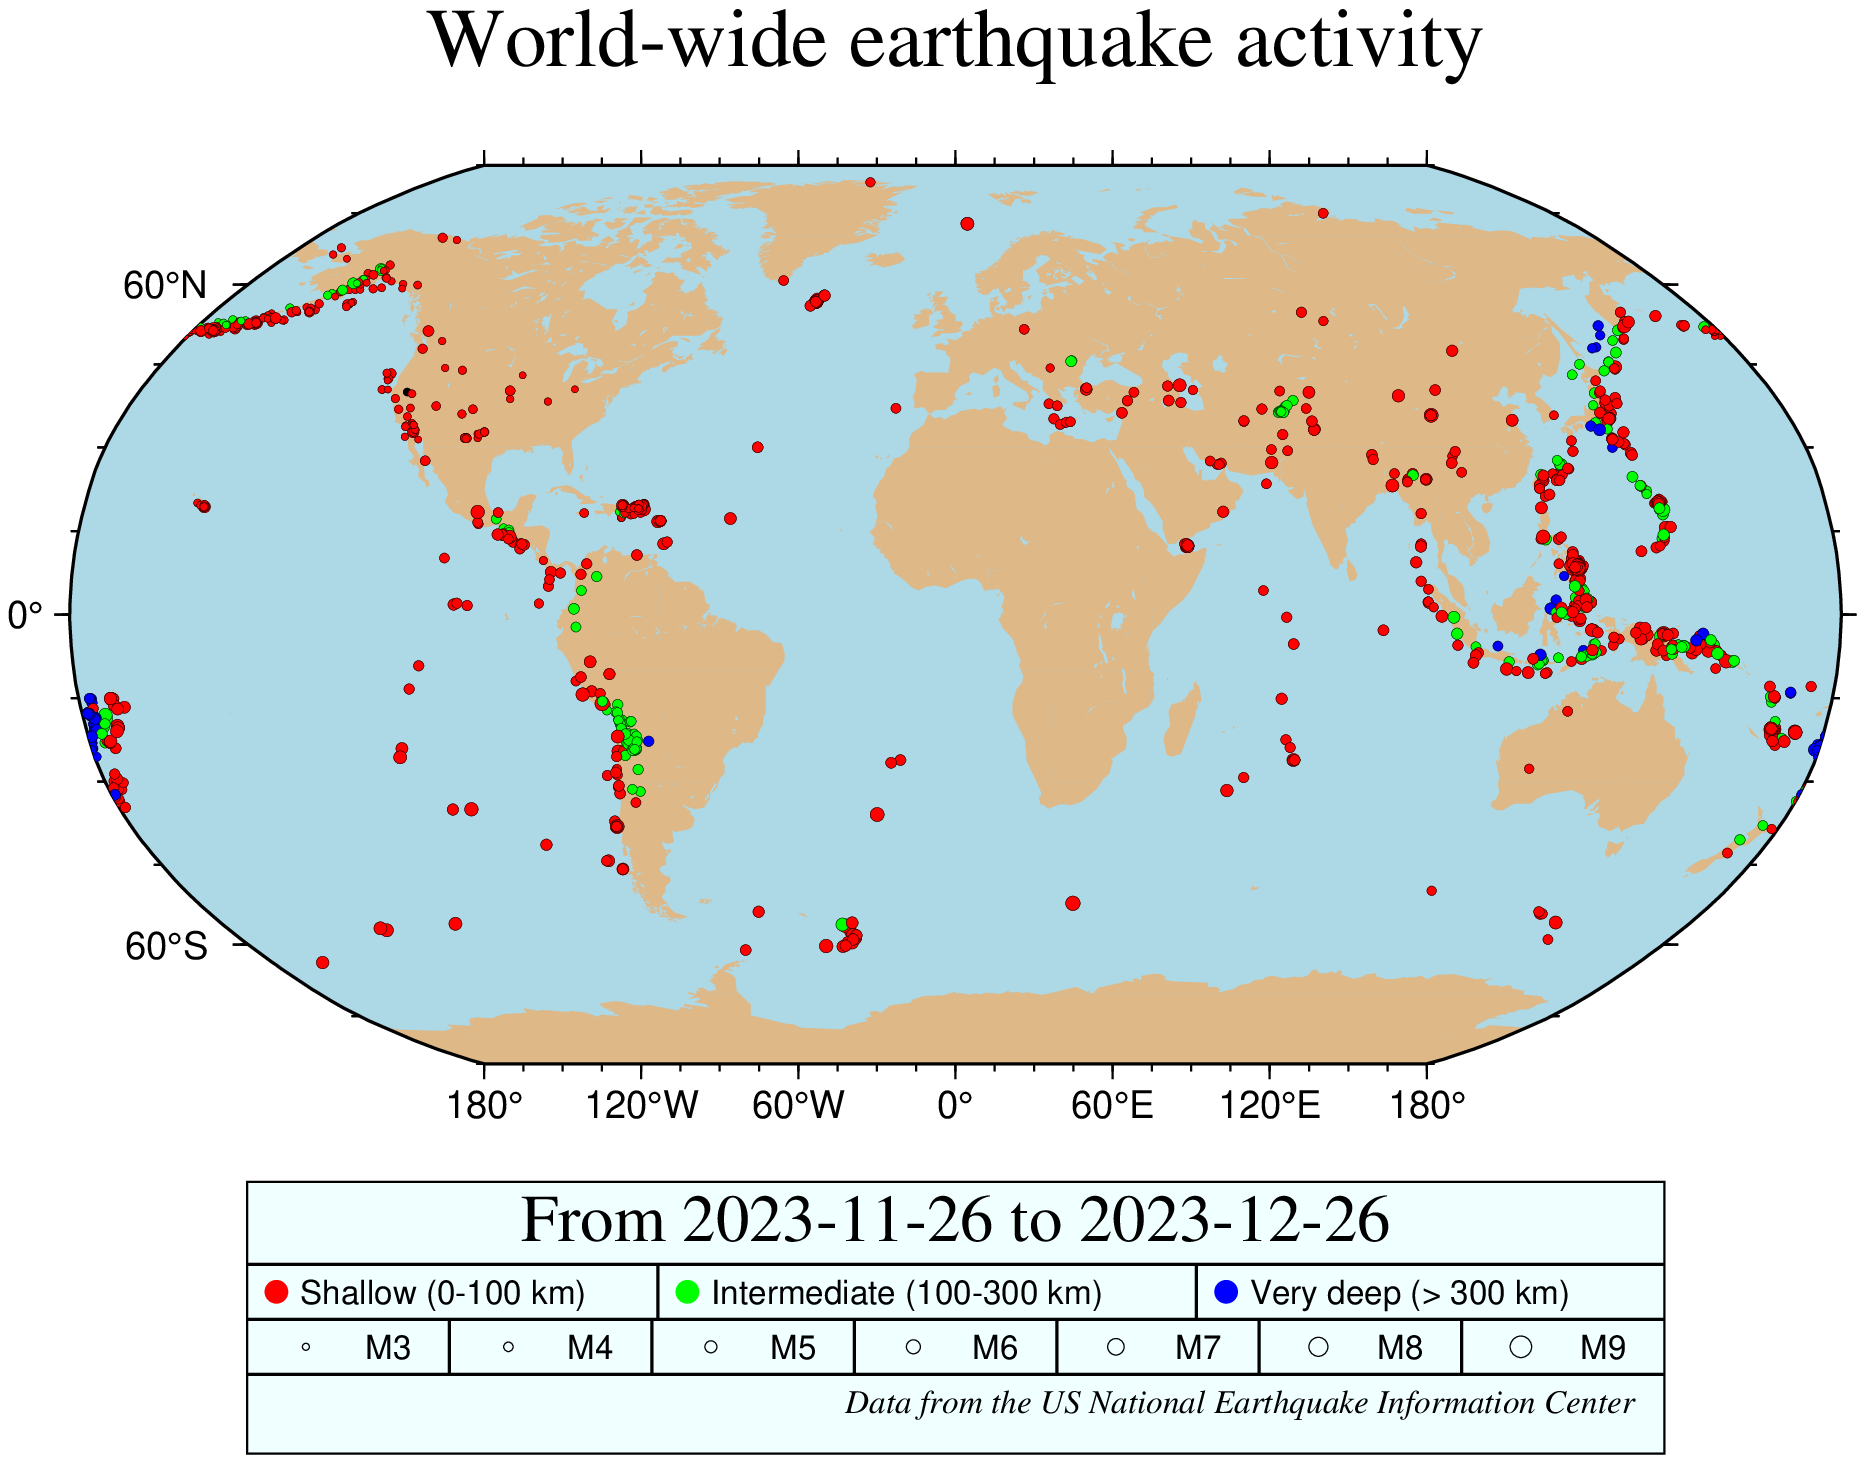 World-wide earthquake activity
60°N
0°
60°S
180° 120°W 60°W 0° 60°E 120°E 180°
From 2023-11-26 to 2023-12-26
Shallow (0-100 km) Intermediate (100-300 km) Very deep (> 300 km)
M3 M4 M5 M6 M7 M8 M9
Data from the US National Earthquake Information Center